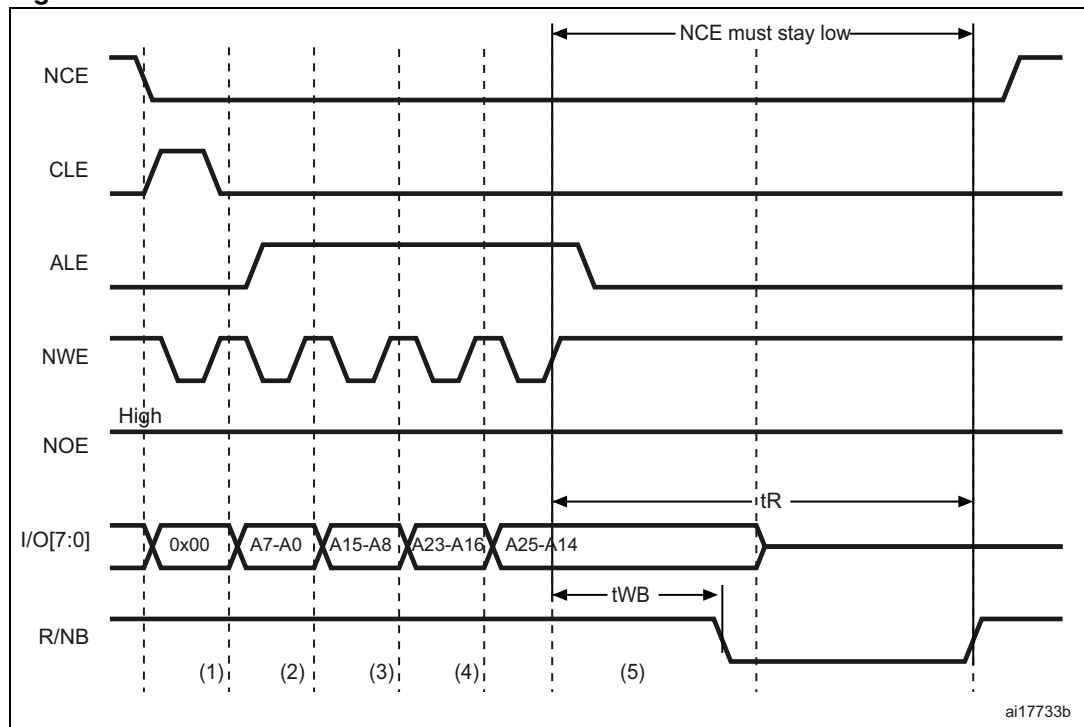 NCE must stay low
NCE
CLE
ALE
NWE
High
NOE
tR
I/O[7:0]
0x00
A7-A0
A15-A8
A23-A16
A25-A14
tWB
R/NB
(1)
(2)
(3)
(4)
(5)
ai17733b